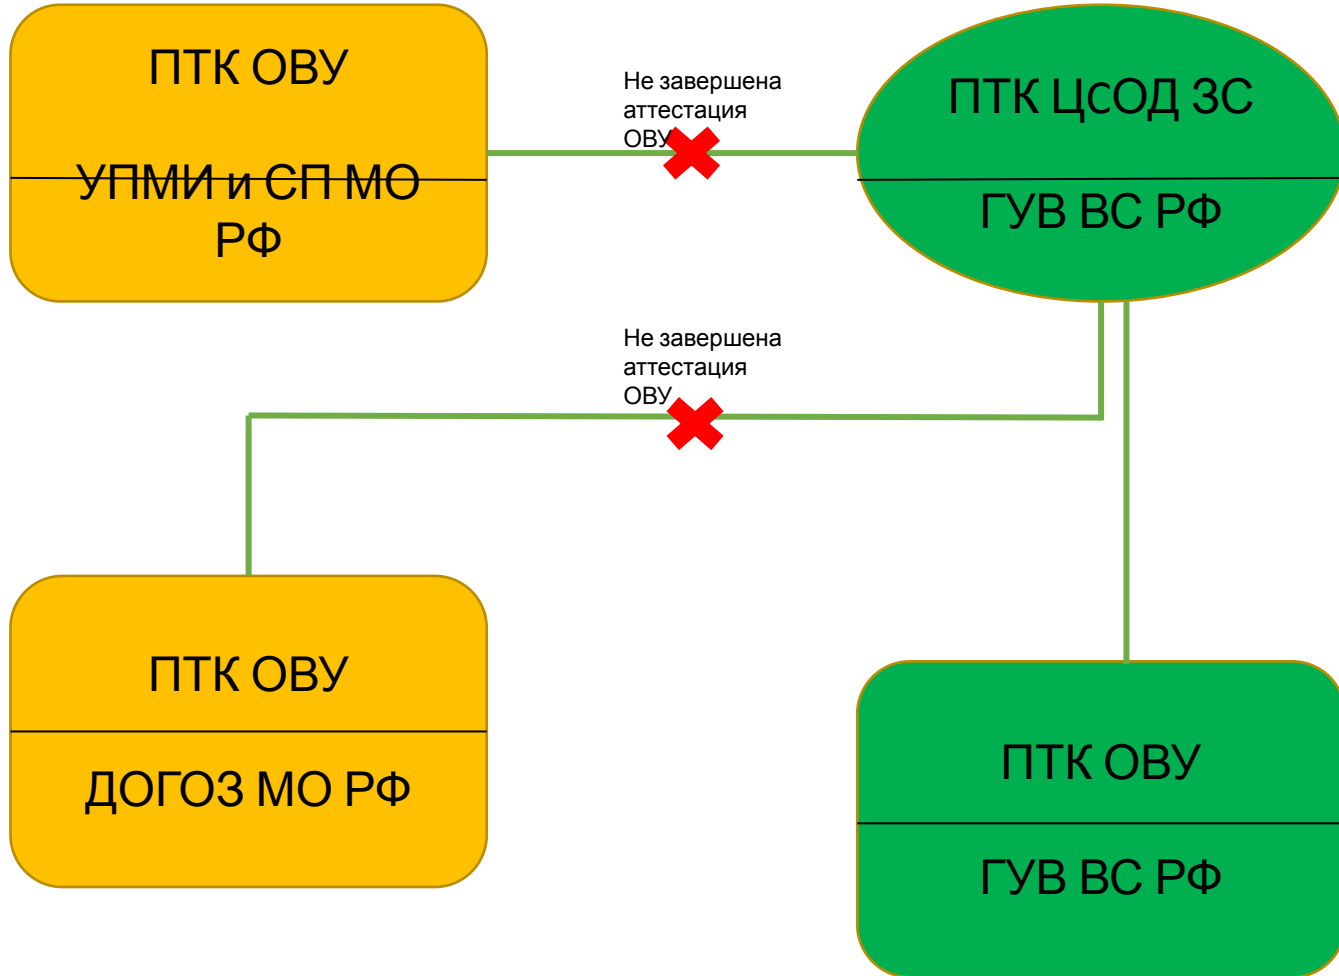 ПТК ОВУ
УПМИ и СП МО
РФ
Не завершена
аттестация
ОВУ
ПТК ЦСОД ЗС
ГУВ ВС РФ
Не завершена
аттестация
ОВУ
ПТК ОВУ
ДОГОЗ МО РФ
ПТК ОВУ
ГУВ ВС РФ